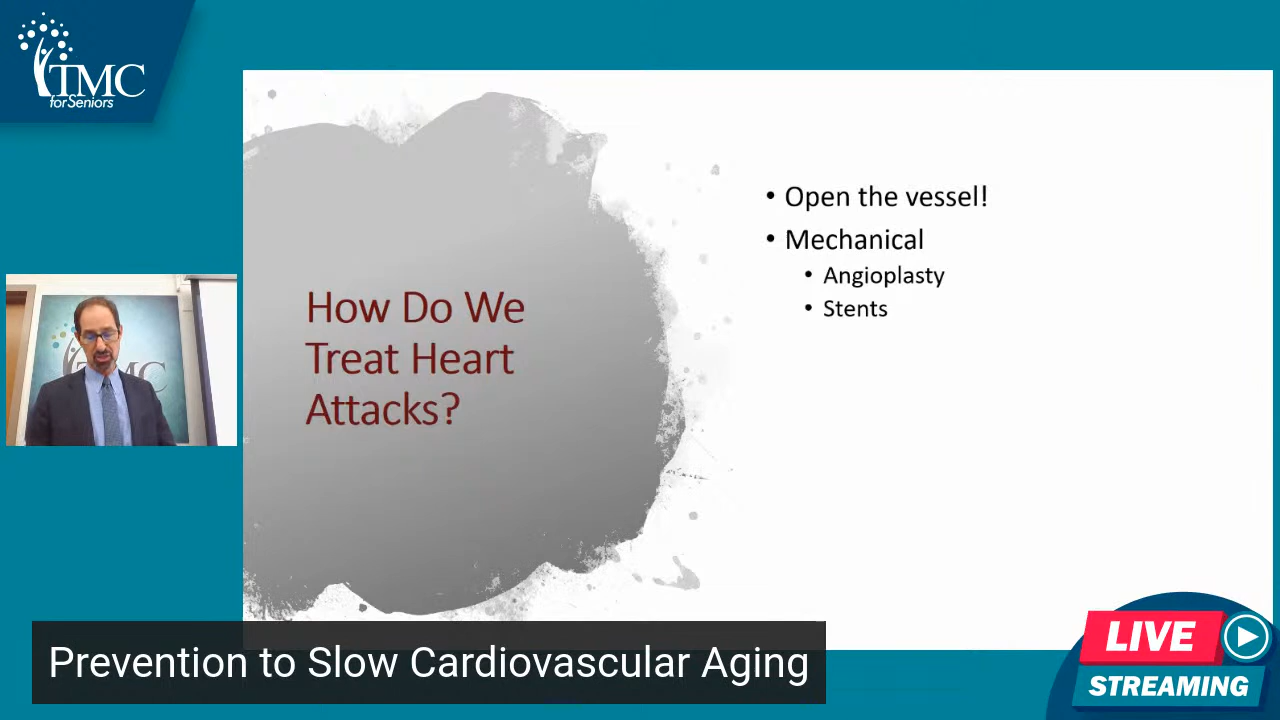 TMC
for Seniors
How Do We
Treat Heart
Attacks?
• Open the vessel!
• Mechanical
• Angioplasty
• Stents
TMC
Prevention to Slow Cardiovascular Aging
LIVE
STREAMING